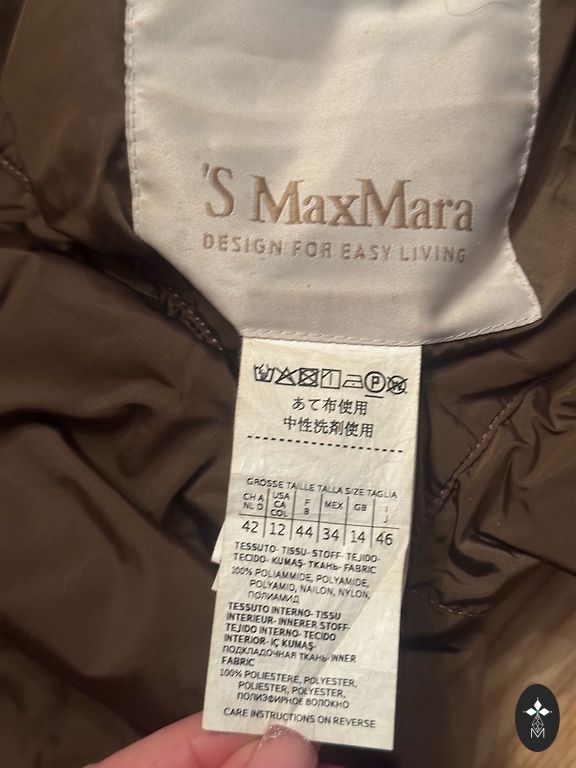 'S MaxMara
DESIGN FOR EASY LIVING
P
W
あて布使用
中性洗剤使用
GROSSE TAILLE TALLA SIZE TAGLIA
CH A NL D USA CA COL F B MEX GB I J
42 12 44 34 14 46
TESSUTO- TISSU- STOFF- TEJIDO-
TECIDO- KUMAŞ- ТКАНЬ- FABRIC
100% POLIAMMIDE, POLYAMIDE,
POLYAMID, NAILON, NYLON,
ПОЛИАМИД
TESSUTO INTERNO- TISSU
INTERIEUR- INNERER STOFF-
TEJIDO INTERNO- TECIDO
INTERIOR- İÇ KUMAŞ-
ПОДКЛАДОЧНАЯ ТКАНЬ- INNER
FABRIC
100% POLIESTERE, POLYESTER,
POLIESTER, POLYESTER,
ПОЛИЭФИРНОЕ ВОЛОКНО
CARE INSTRUCTIONS ON REVERSE
M